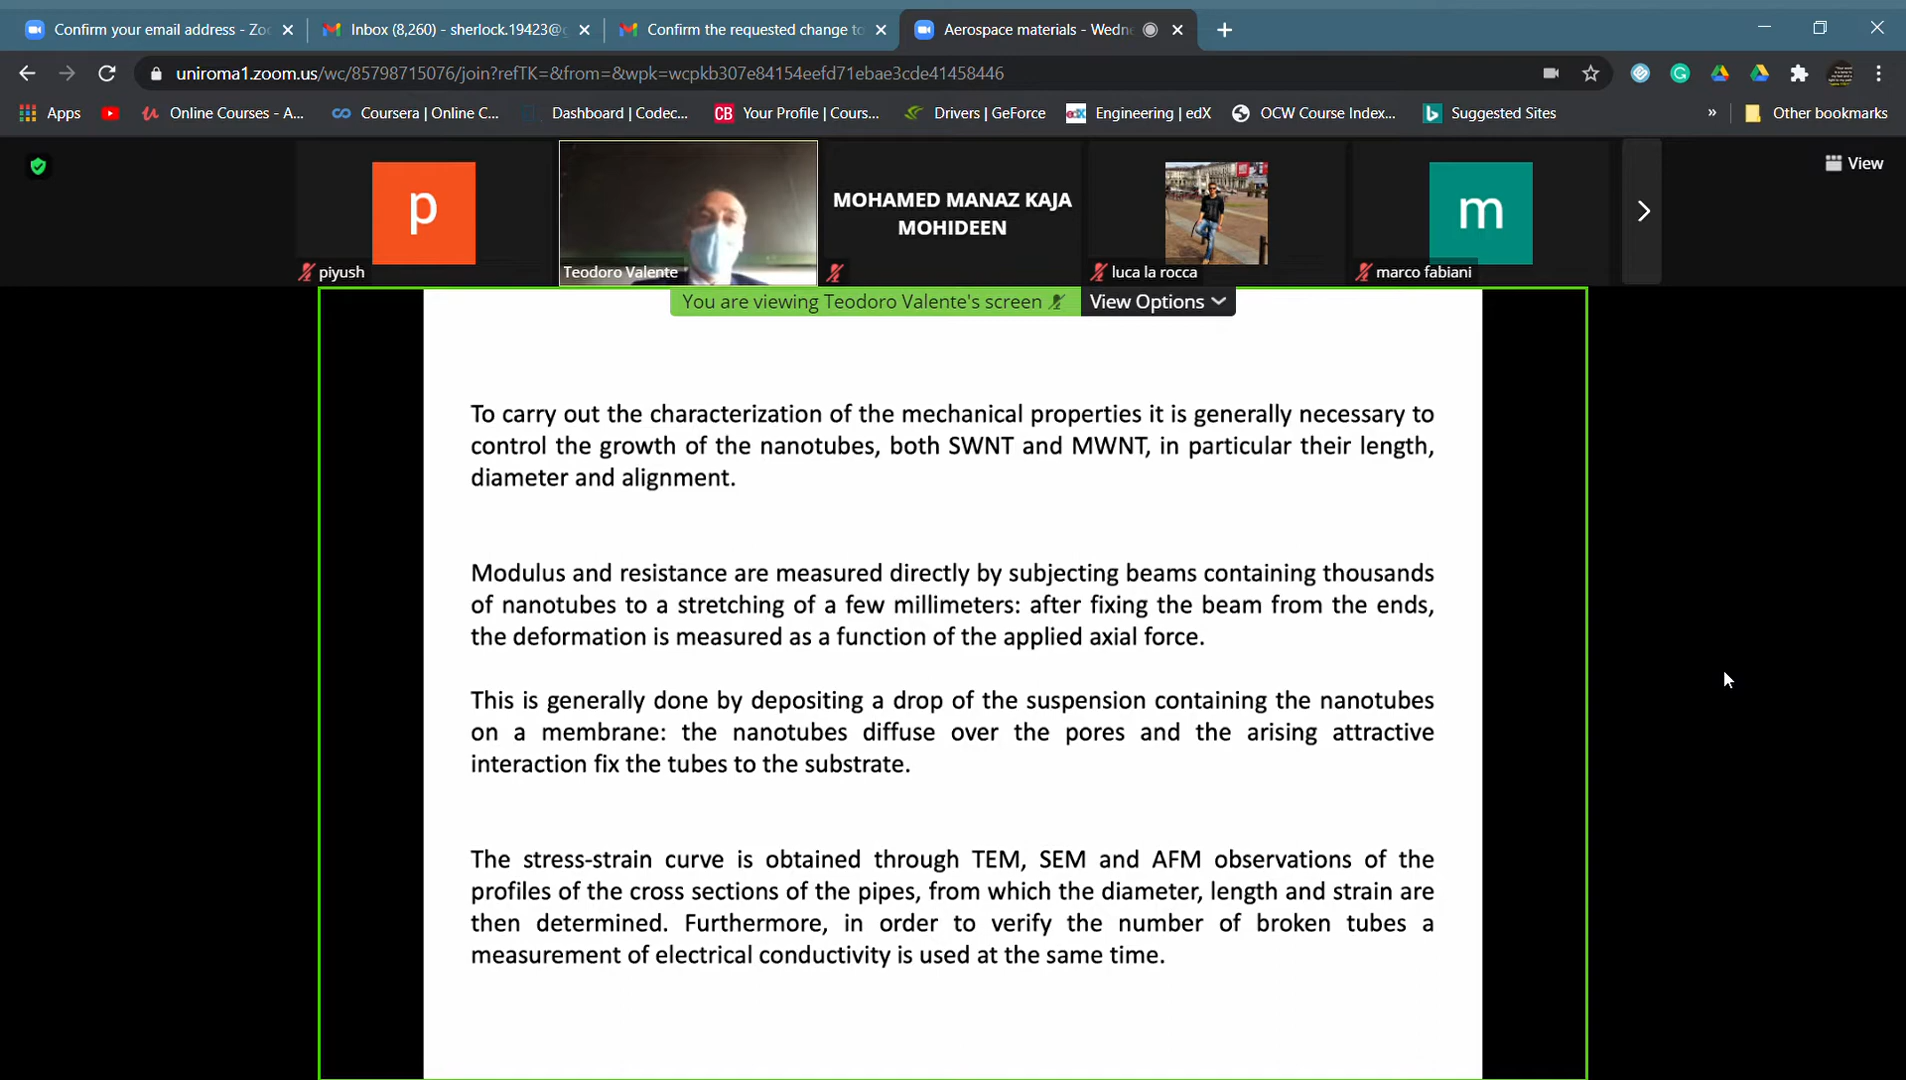 Confirm your email address - Zoo
Inbox (8,260) - sherlock.19423@g
Confirm the requested change to
Aerospace materials - Wedne
uniroma1.zoom.us/wc/85798715076/join?refTK=&from=&wpk=wcpkb307e84154eefd71ebae3cde41458446
Apps
Online Courses - A...
Coursera | Online C...
Dashboard | Codec...
CB
Your Profile | Cours...
Drivers | GeForce
edX
Engineering | edX
OCW Course Index...
Suggested Sites
»
Other bookmarks
p
piyush
Teodoro Valente
MOHAMED MANAZ KAJA
MOHIDEEN
luca la rocca
m
marco fabiani
View
You are viewing Teodoro Valente's screen
View Options
To carry out the characterization of the mechanical properties it is generally necessary to
control the growth of the nanotubes, both SWNT and MWNT, in particular their length,
diameter and alignment.
Modulus and resistance are measured directly by subjecting beams containing thousands
of nanotubes to a stretching of a few millimeters: after fixing the beam from the ends,
the deformation is measured as a function of the applied axial force.
This is generally done by depositing a drop of the suspension containing the nanotubes
on a membrane: the nanotubes diffuse over the pores and the arising attractive
interaction fix the tubes to the substrate.
The stress-strain curve is obtained through TEM, SEM and AFM observations of the
profiles of the cross sections of the pipes, from which the diameter, length and strain are
then determined. Furthermore, in order to verify the number of broken tubes a
measurement of electrical conductivity is used at the same time.